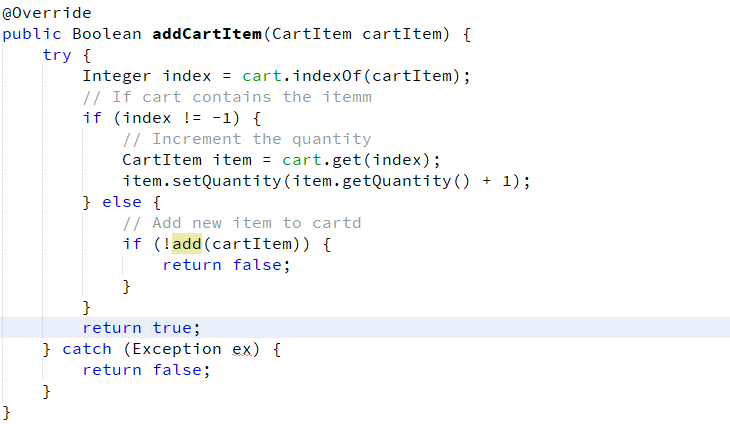 @Override
public Boolean addCartItem(CartItem cartItem) {
    try {
        Integer index = cart.indexOf(cartItem);
        // If cart contains the itemm
        if (index != -1) {
            // Increment the quantity
            CartItem item = cart.get(index);
            item.setQuantity(item.getQuantity() + 1);
        } else {
            // Add new item to cartd
            if (!add(cartItem)) {
                return false;
            }
        }
        return true;
    } catch (Exception ex) {
        return false;
    }
}